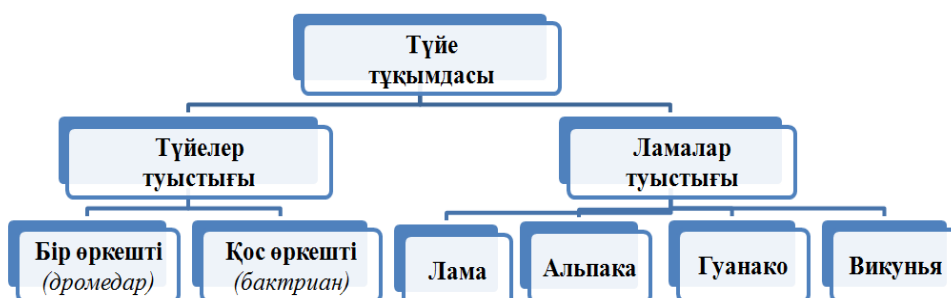 Түйе
тұқымдасы
Түйелер
туыстығы
Ламалар
туыстығы
Бір өркешті
(дромедар)
Қос өркешті
(бактриан)
Лама
Альпака
Гуанако
Викунья